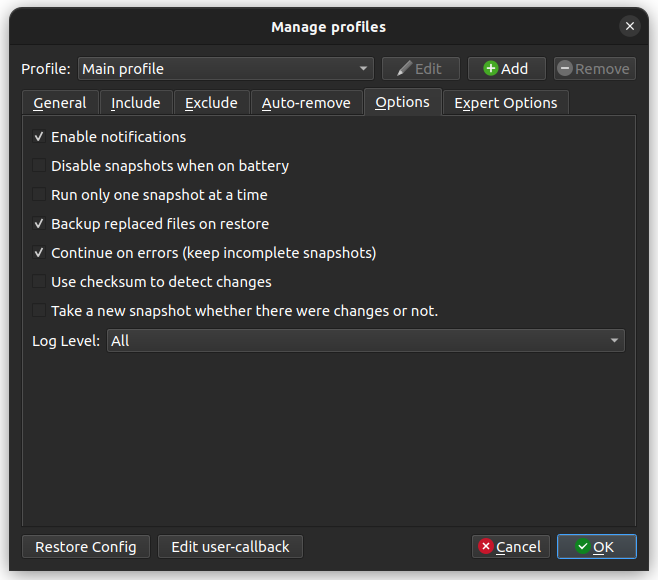 Manage profiles
Profile: Main profile Edit Add Remove
General Include Exclude Auto-remove Options Expert Options
Enable notifications
Disable snapshots when on battery
Run only one snapshot at a time
Backup replaced files on restore
Continue on errors (keep incomplete snapshots)
Use checksum to detect changes
Take a new snapshot whether there were changes or not.
Log Level: All
Restore Config Edit user-callback Cancel OK